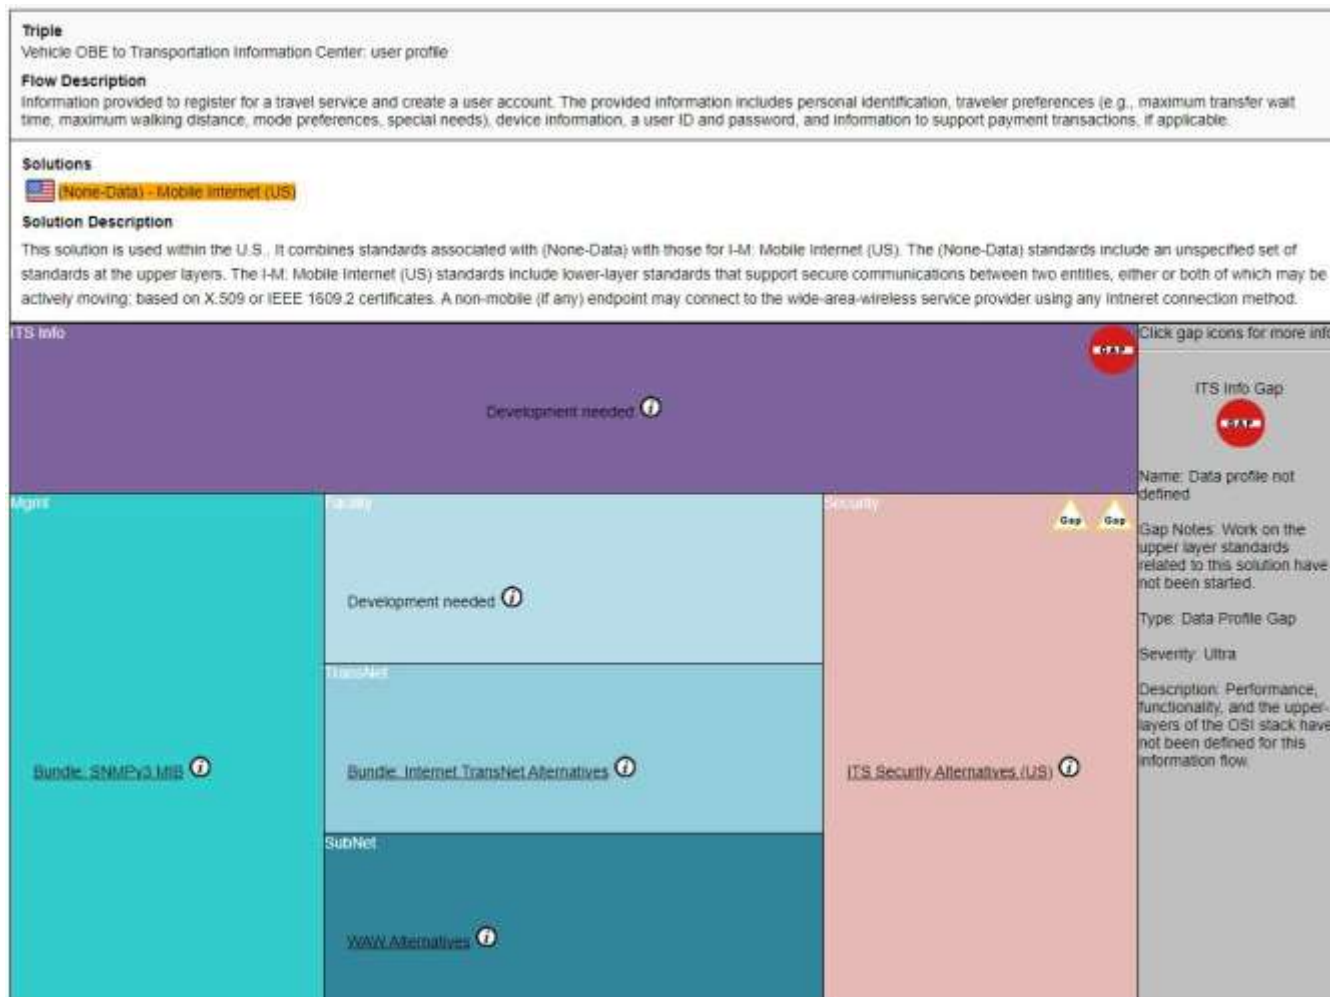 Triple
Vehicle OBE to Transportation Information Center: user profile
Flow Description
Information provided to register for a travel service and create a user account. The provided information includes personal identification, traveler preferences (e.g., maximum transfer wait
time, maximum walking distance, mode preferences, special needs), device information, a user ID and password, and information to support payment transactions, if applicable.
Solutions
(None-Data) - Mobile Internet (US)
Solution Description
This solution is used within the U.S.. It combines standards associated with (None-Data) with those for I-M: Mobile Internet (US). The (None-Data) standards include an unspecified set of
standards at the upper layers. The I-M: Mobile Internet (US) standards include lower-layer standards that support secure communications between two entities, either or both of which may be
actively moving; based on X.509 or IEEE 1609.2 certificates. A non-mobile (if any) endpoint may connect to the wide-area-wireless service provider using any Intneret connection method.
ITS Info
GAP
Development needed
Mgmt
Bundle: SNMPv3 MIB
Facility
Development needed
TransNet
Bundle: Internet TransNet Alternatives
SubNet
WAW Alternatives
Security
Gap
Gap
ITS Security Alternatives (US)
Click gap icons for more info
ITS Info Gap
GAP
Name: Data profile not
defined
Gap Notes: Work on the
upper layer standards
related to this solution have
not been started.
Type: Data Profile Gap
Severity: Ultra
Description: Performance,
functionality, and the upper-
layers of the OSI stack have
not been defined for this
information flow.